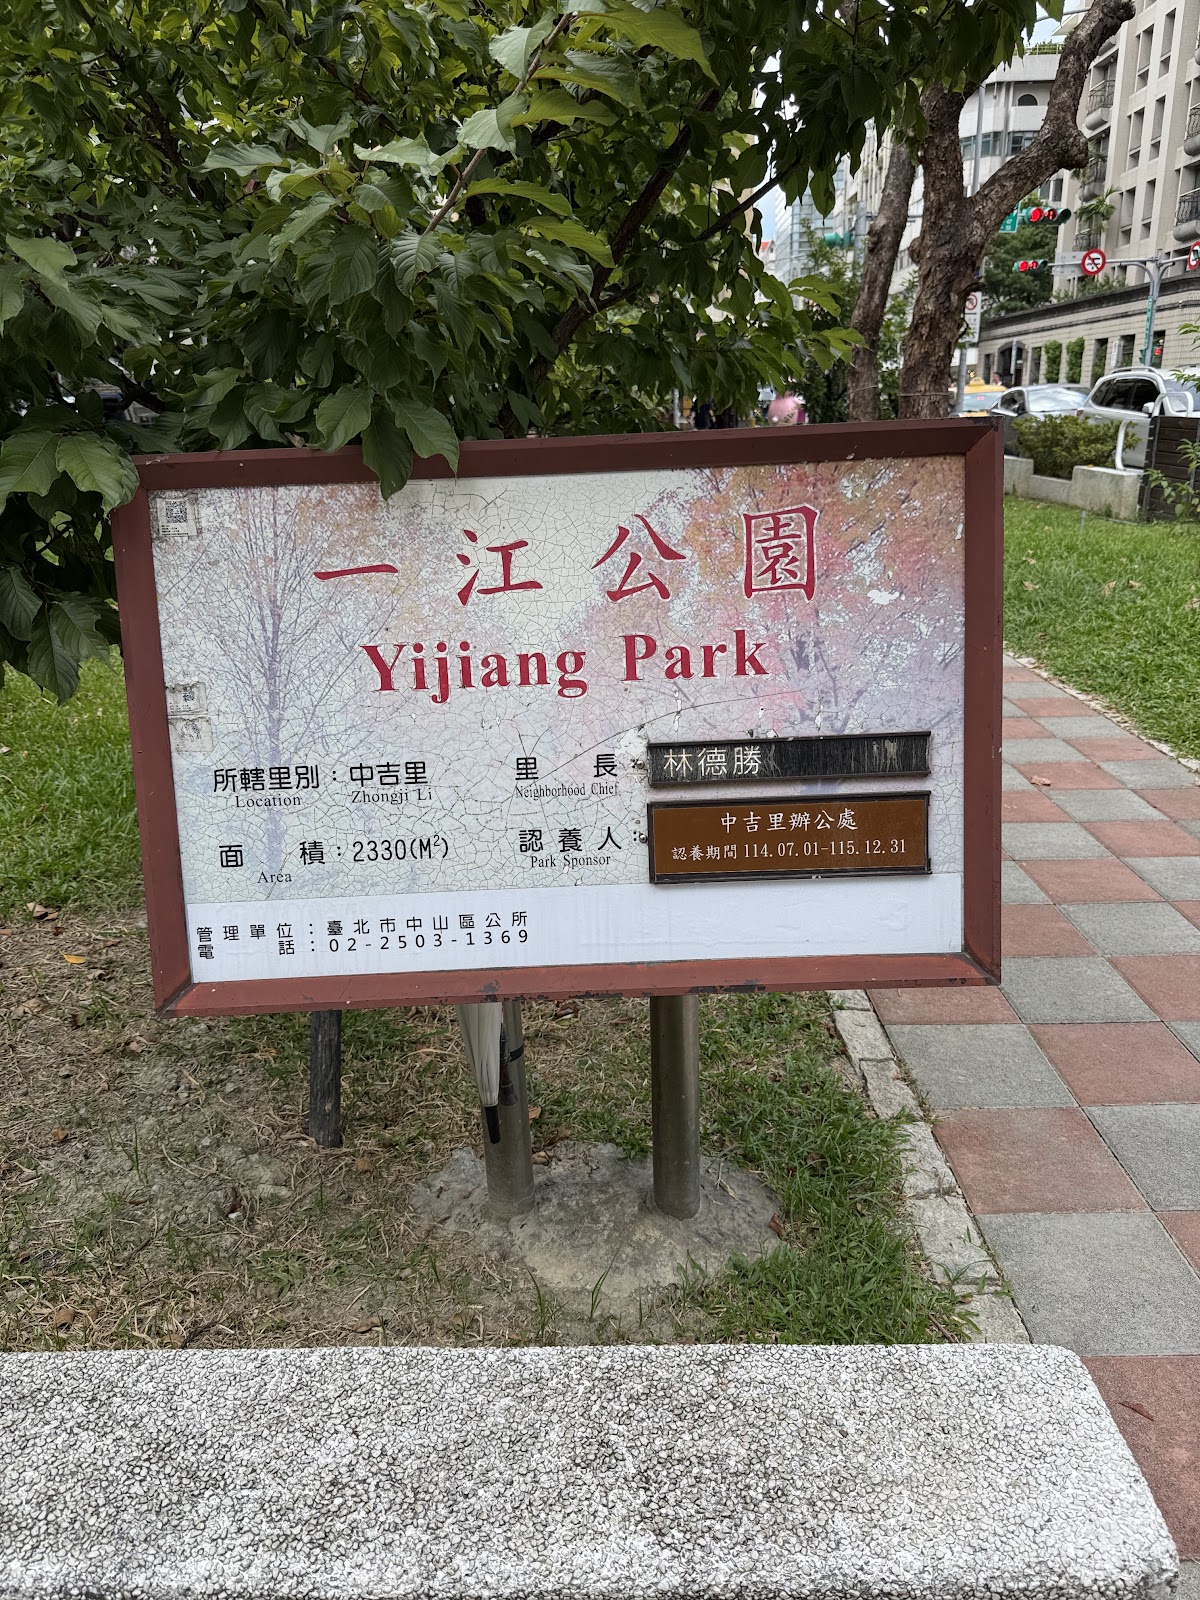 一江公園
Yijiang Park
所轄里別：中吉里
Location Zhongji Li
里長：林德勝
Neighborhood Chief
面積：2330(M²)
Area
認養人：中吉里辦公處
Park Sponsor
認養期間114.07.01-115.12.31
管理單位：臺北市中山區公所
電話：02-2503-1369